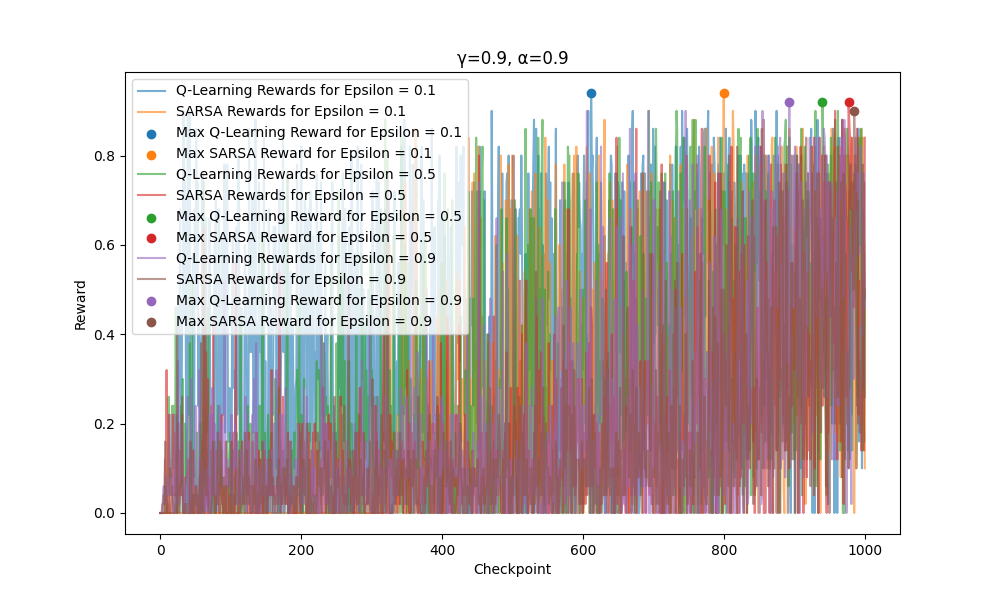 γ=0.9, α=0.9
Q-Learning Rewards for Epsilon = 0.1
SARSA Rewards for Epsilon = 0.1
Max Q-Learning Reward for Epsilon = 0.1
Max SARSA Reward for Epsilon = 0.1
Q-Learning Rewards for Epsilon = 0.5
SARSA Rewards for Epsilon = 0.5
Max Q-Learning Reward for Epsilon = 0.5
Max SARSA Reward for Epsilon = 0.5
Q-Learning Rewards for Epsilon = 0.9
SARSA Rewards for Epsilon = 0.9
Max Q-Learning Reward for Epsilon = 0.9
Max SARSA Reward for Epsilon = 0.9
Reward
0.8
0.6
0.4
0.2
0.0
0 200 400 600 800 1000
Checkpoint